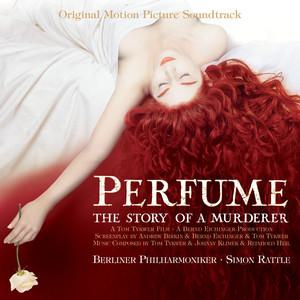 Original Motion Picture Soundtrack
PERFUME
THE STORY OF A MURDERER
A Tom Tykwer Film · A Bernd Eichinger Production
Screenplay by Andrew Birkin & Bernd Eichinger & Tom Tykwer
Music Composed by Tom Tykwer & Johnny Klimek & Reinhold Heil
Berliner Philharmoniker · Simon Rattle